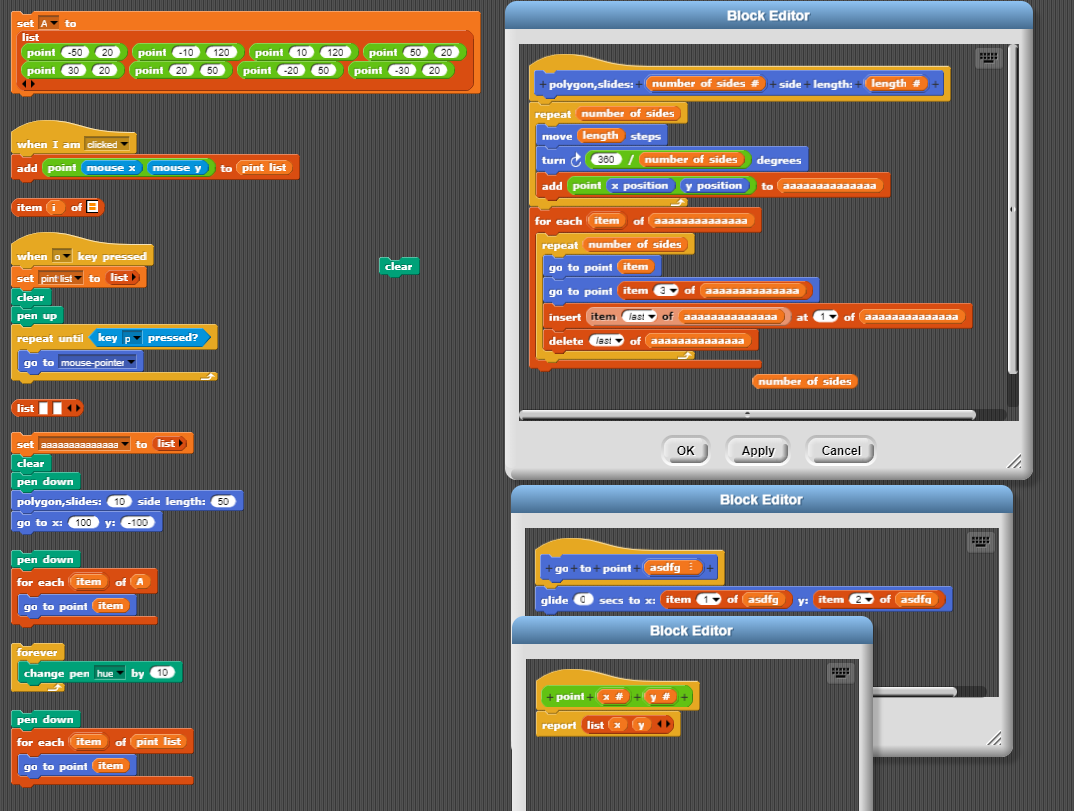 set A to
list
point -50 20 point -10 120 point 10 120 point 50 20
point 30 20 point 20 50 point -20 50 point -30 20
when I am clicked
add point mouse x mouse y to pint list
item i of
when o key pressed
set pint list to list
clear
pen up
repeat until key p pressed?
go to mouse-pointer
list
set aaaaaaaaaaaaaa to list
clear
pen down
polygon,slides: 10 side length: 50
go to x: 100 y: -100
pen down
for each item of A
go to point item
forever
change pen hue by 10
pen down
for each item of pint list
go to point item
clear
Block Editor
+ polygon,slides: + number of sides # + side + length: + length # +
repeat number of sides
move length steps
turn 360 / number of sides degrees
add point x position y position to aaaaaaaaaaaaaa
for each item of aaaaaaaaaaaaaa
repeat number of sides
go to point item
go to point item 3 of aaaaaaaaaaaaaa
insert item last of aaaaaaaaaaaaaa at 1 of aaaaaaaaaaaaaa
delete last of aaaaaaaaaaaaaa
number of sides
OK Apply Cancel
Block Editor
+ go + to + point + asdfg ⋮ +
glide 0 secs to x: item 1 of asdfg y: item 2 of asdfg
Block Editor
+ point + x # + y # +
report list x y